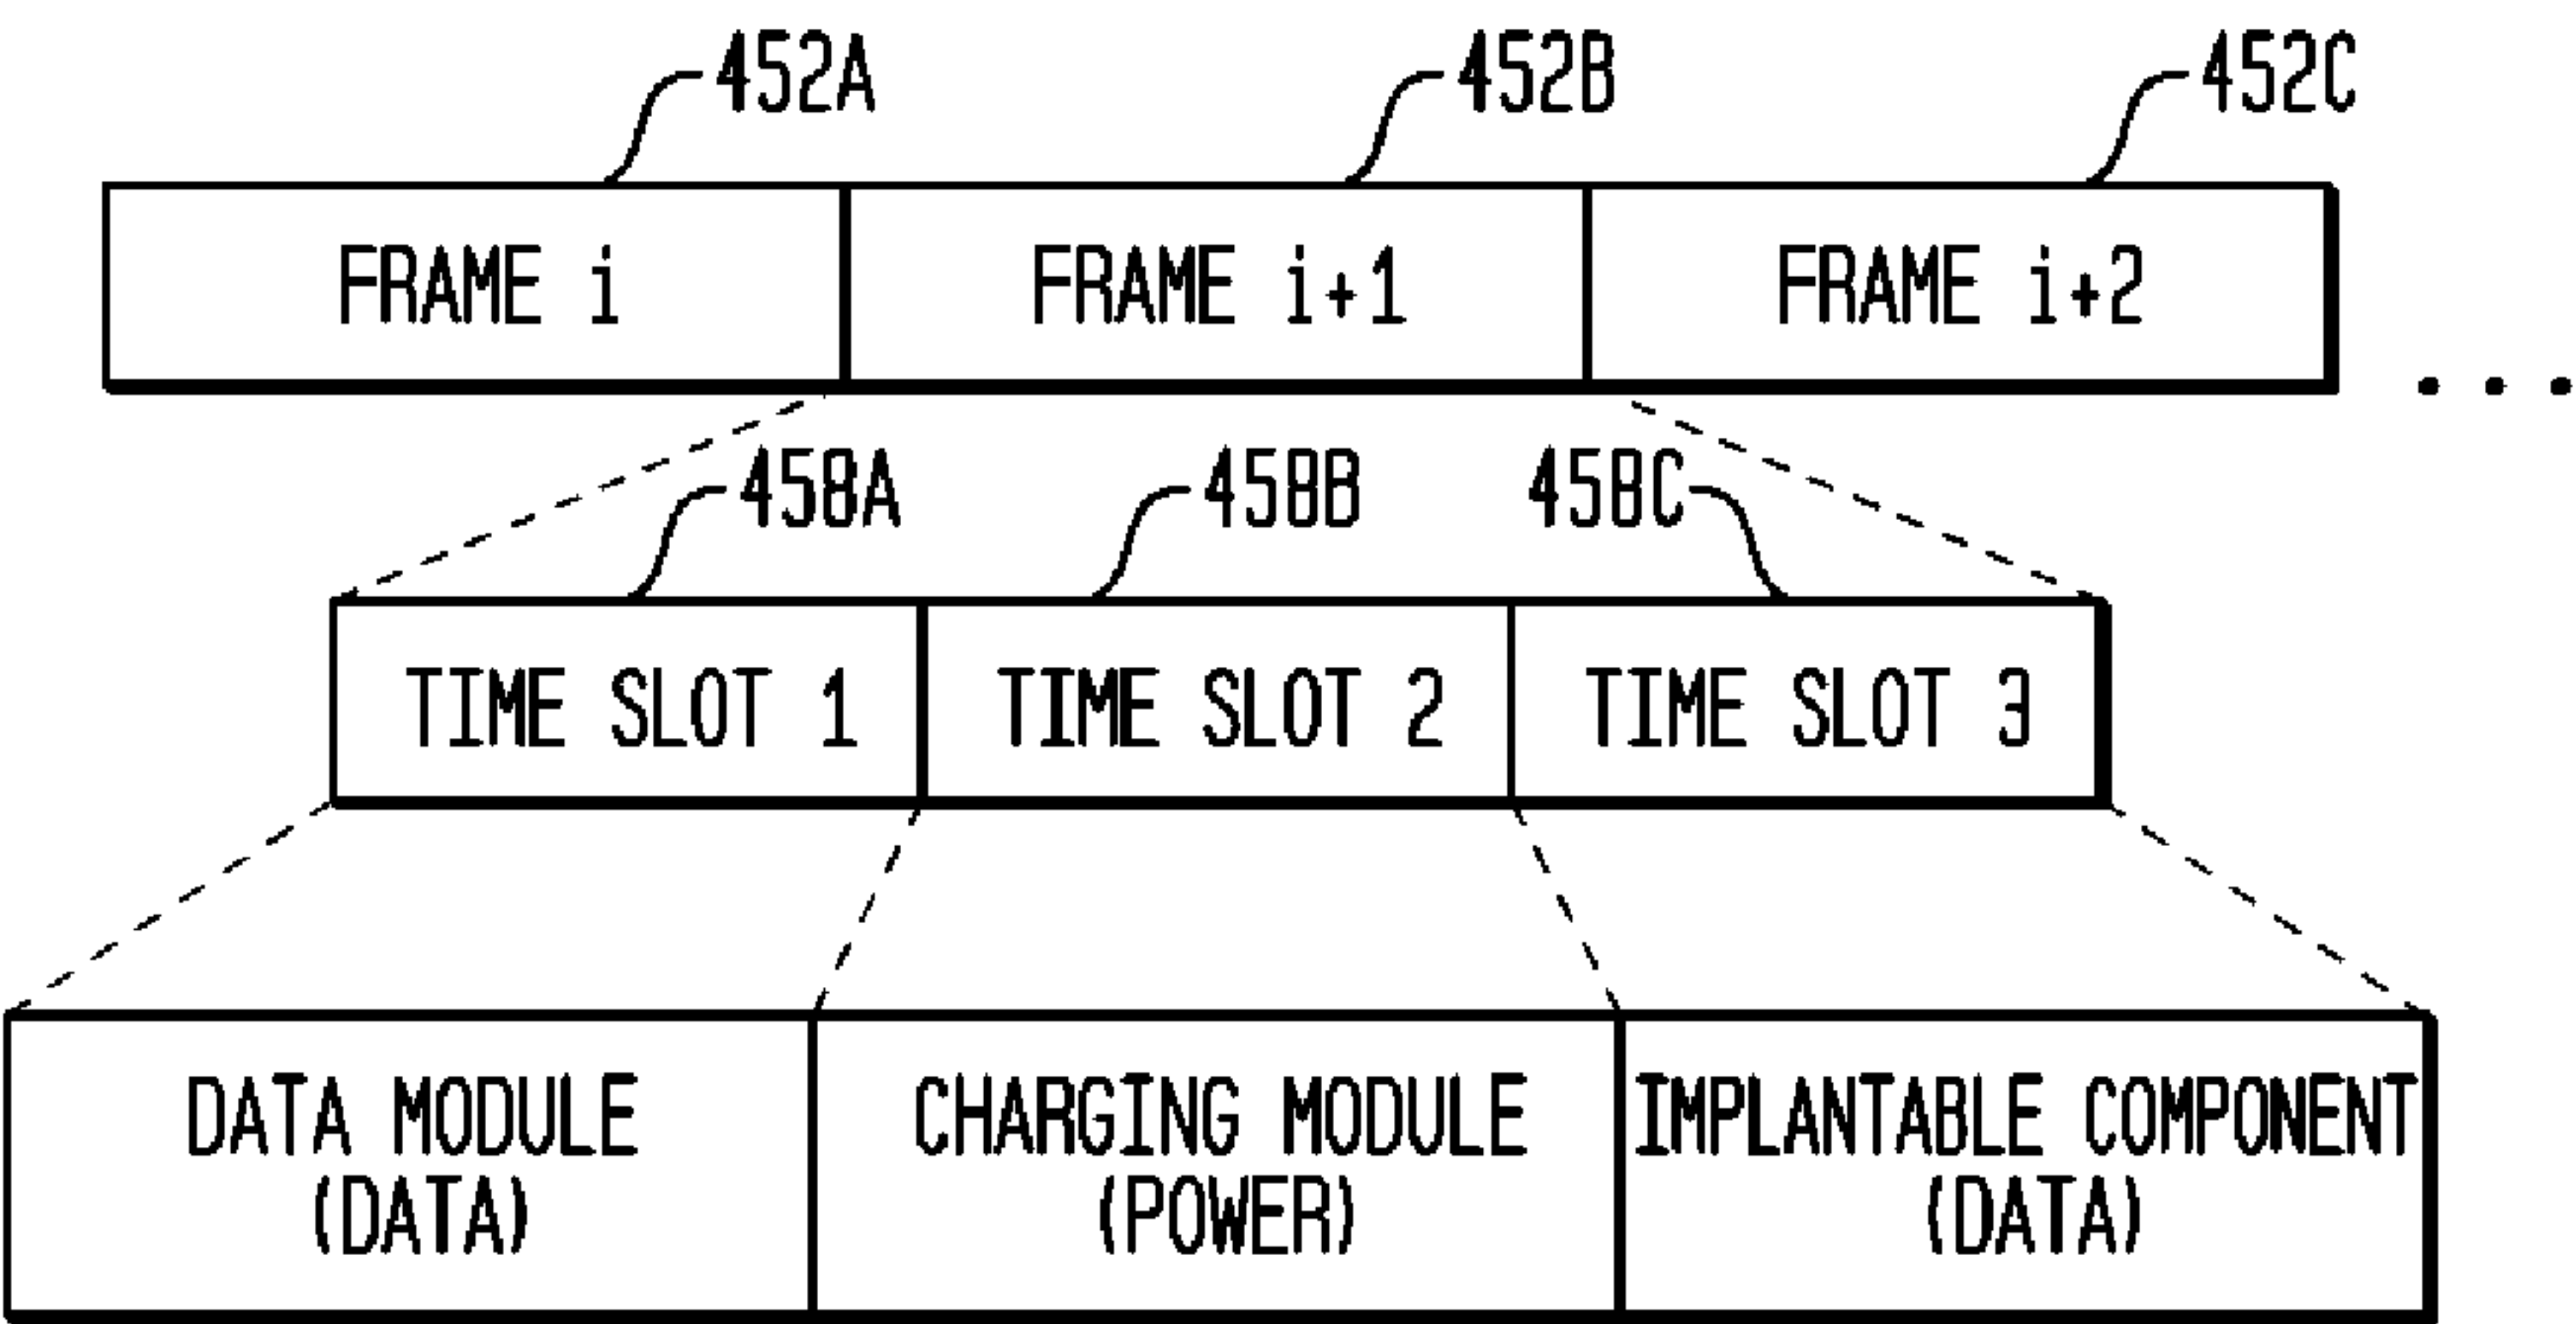 452A 452B 452C
FRAME i FRAME i+1 FRAME i+2
. . .
458A 458B 458C
TIME SLOT 1 TIME SLOT 2 TIME SLOT 3
DATA MODULE
(DATA)
CHARGING MODULE
(POWER)
IMPLANTABLE COMPONENT
(DATA)